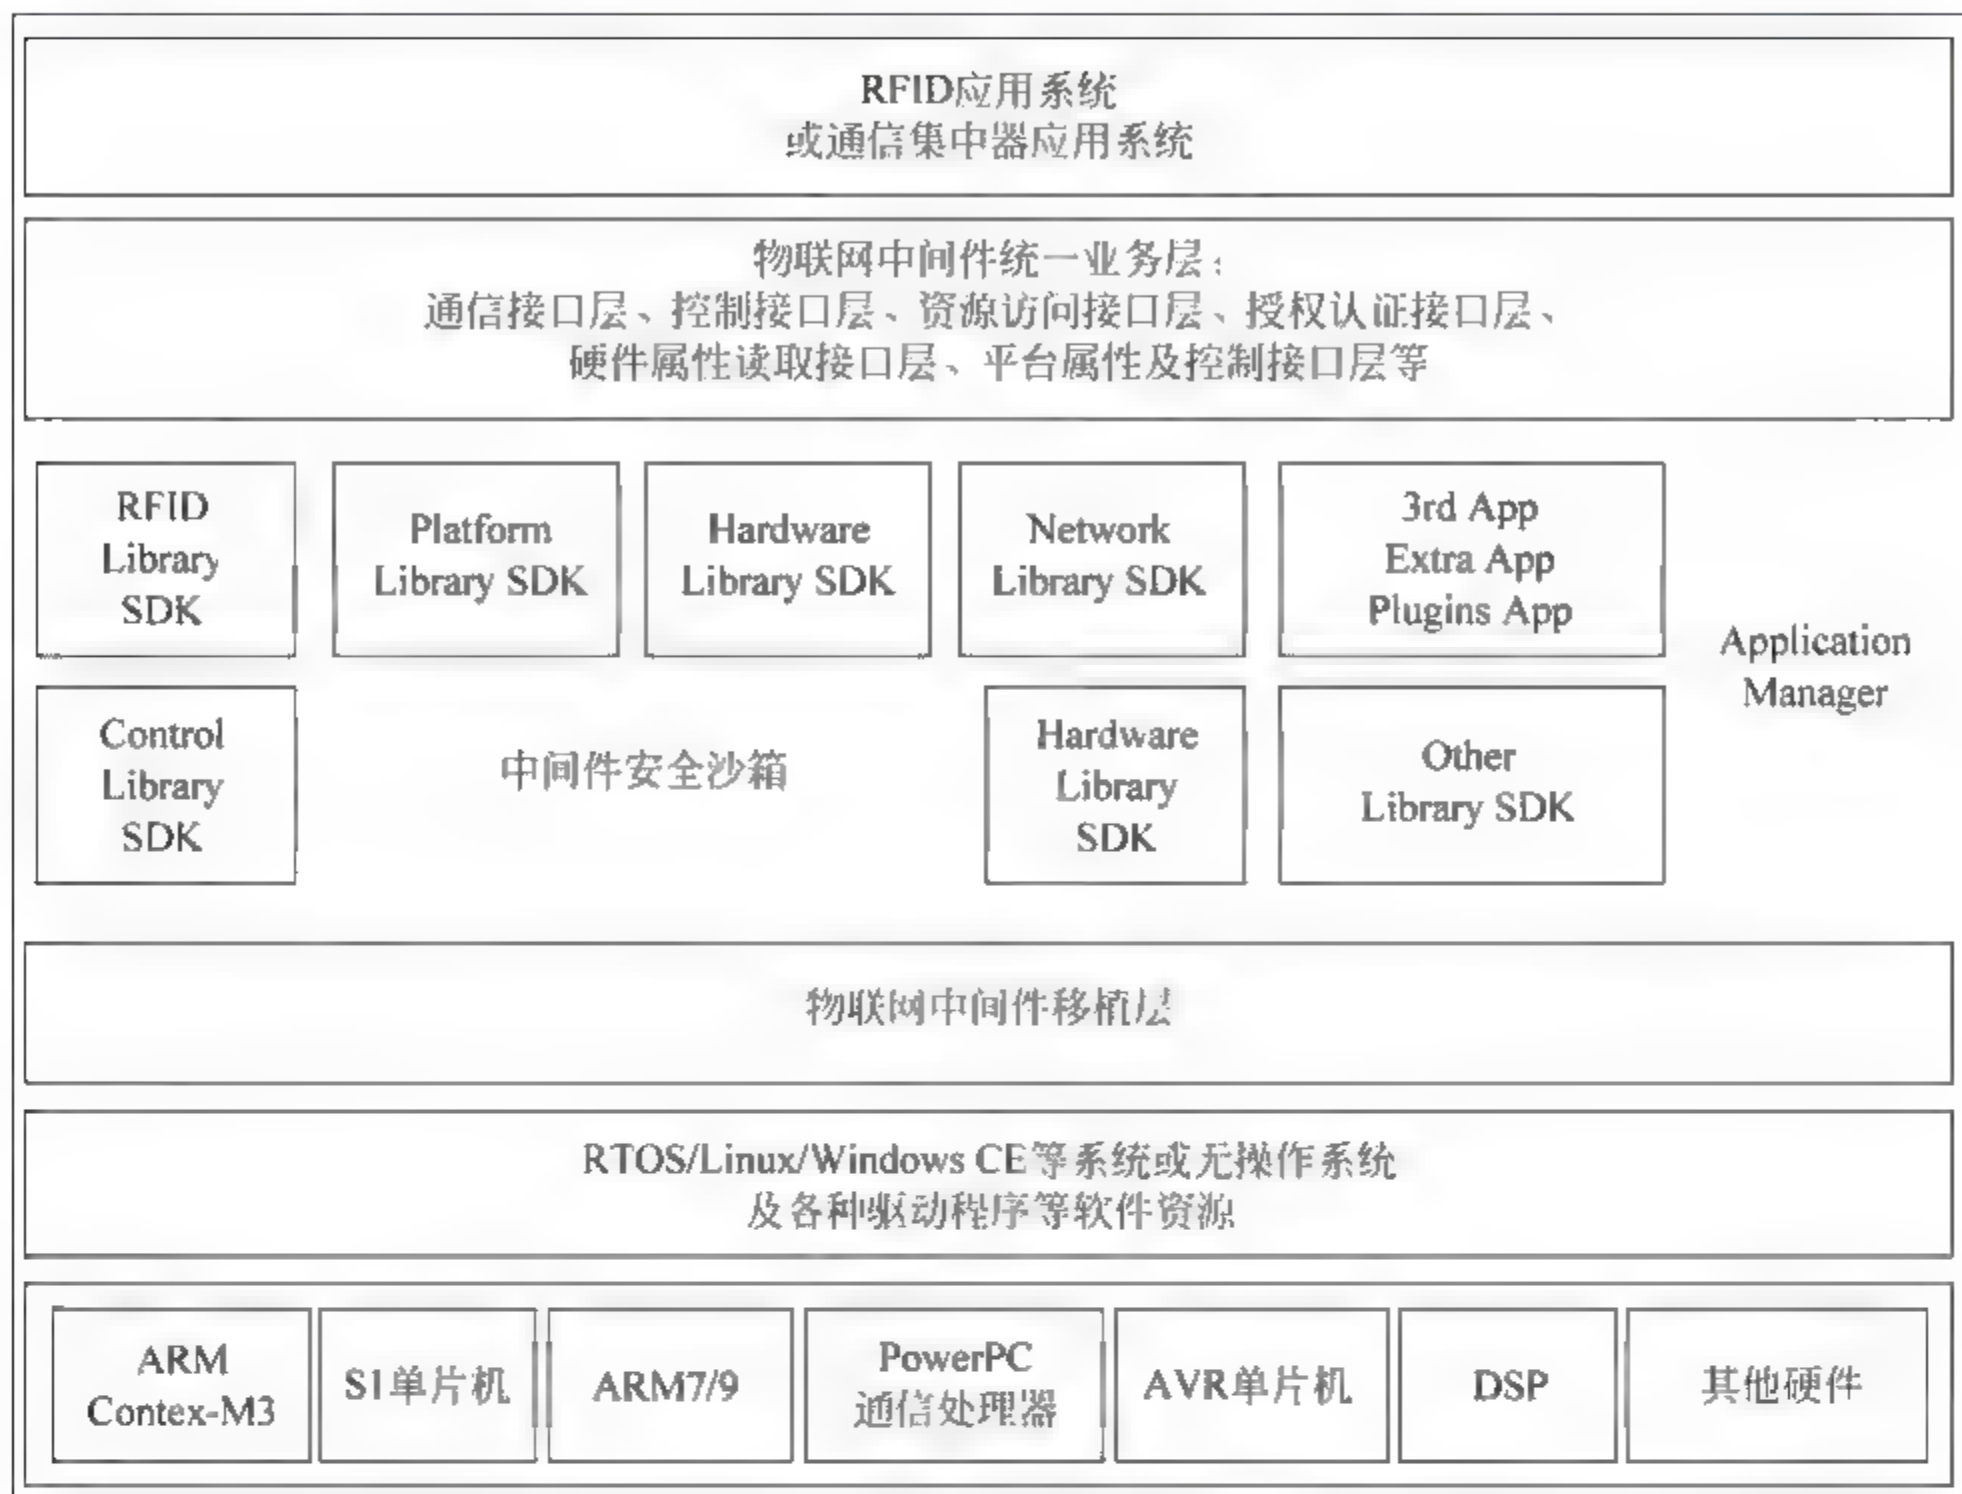 RFID应用系统
或通信集中器应用系统
物联网中间件统一业务层:
通信接口层、控制接口层、资源访问接口层、授权认证接口层、
硬件属性读取接口层、平台属性及控制接口层等
RFID
Library
SDK
Platform
Library SDK
Hardware
Library SDK
Network
Library SDK
3rd App
Extra App
Plugins App
Application
Manager
Control
Library
SDK
中间件安全沙箱
Hardware
Library
SDK
Other
Library SDK
物联网中间件移植层
RTOS/Linux/Windows CE等系统或无操作系统
及各种驱动程序等软件资源
ARM
Contex-M3
S1单片机
ARM7/9
PowerPC
通信处理器
AVR单片机
DSP
其他硬件